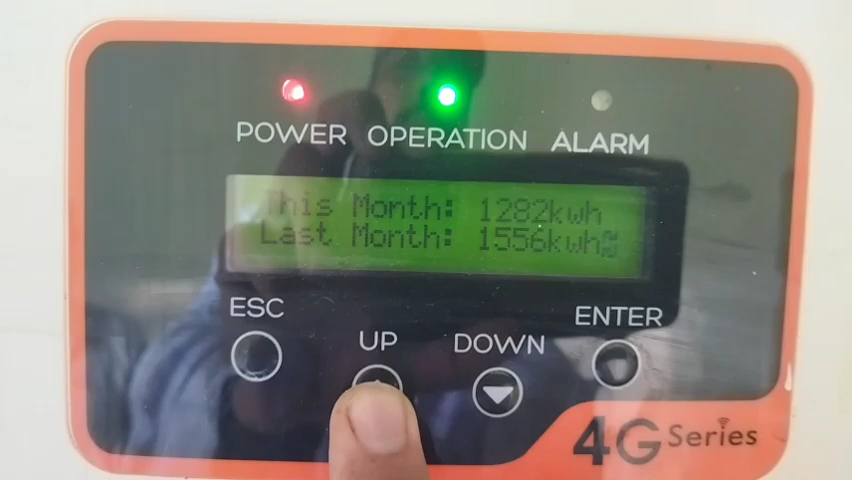 POWER OPERATION ALARM
This Month: 1282kwh
Last Month: 1556kwh
ESC
UP
DOWN
ENTER
4G Series